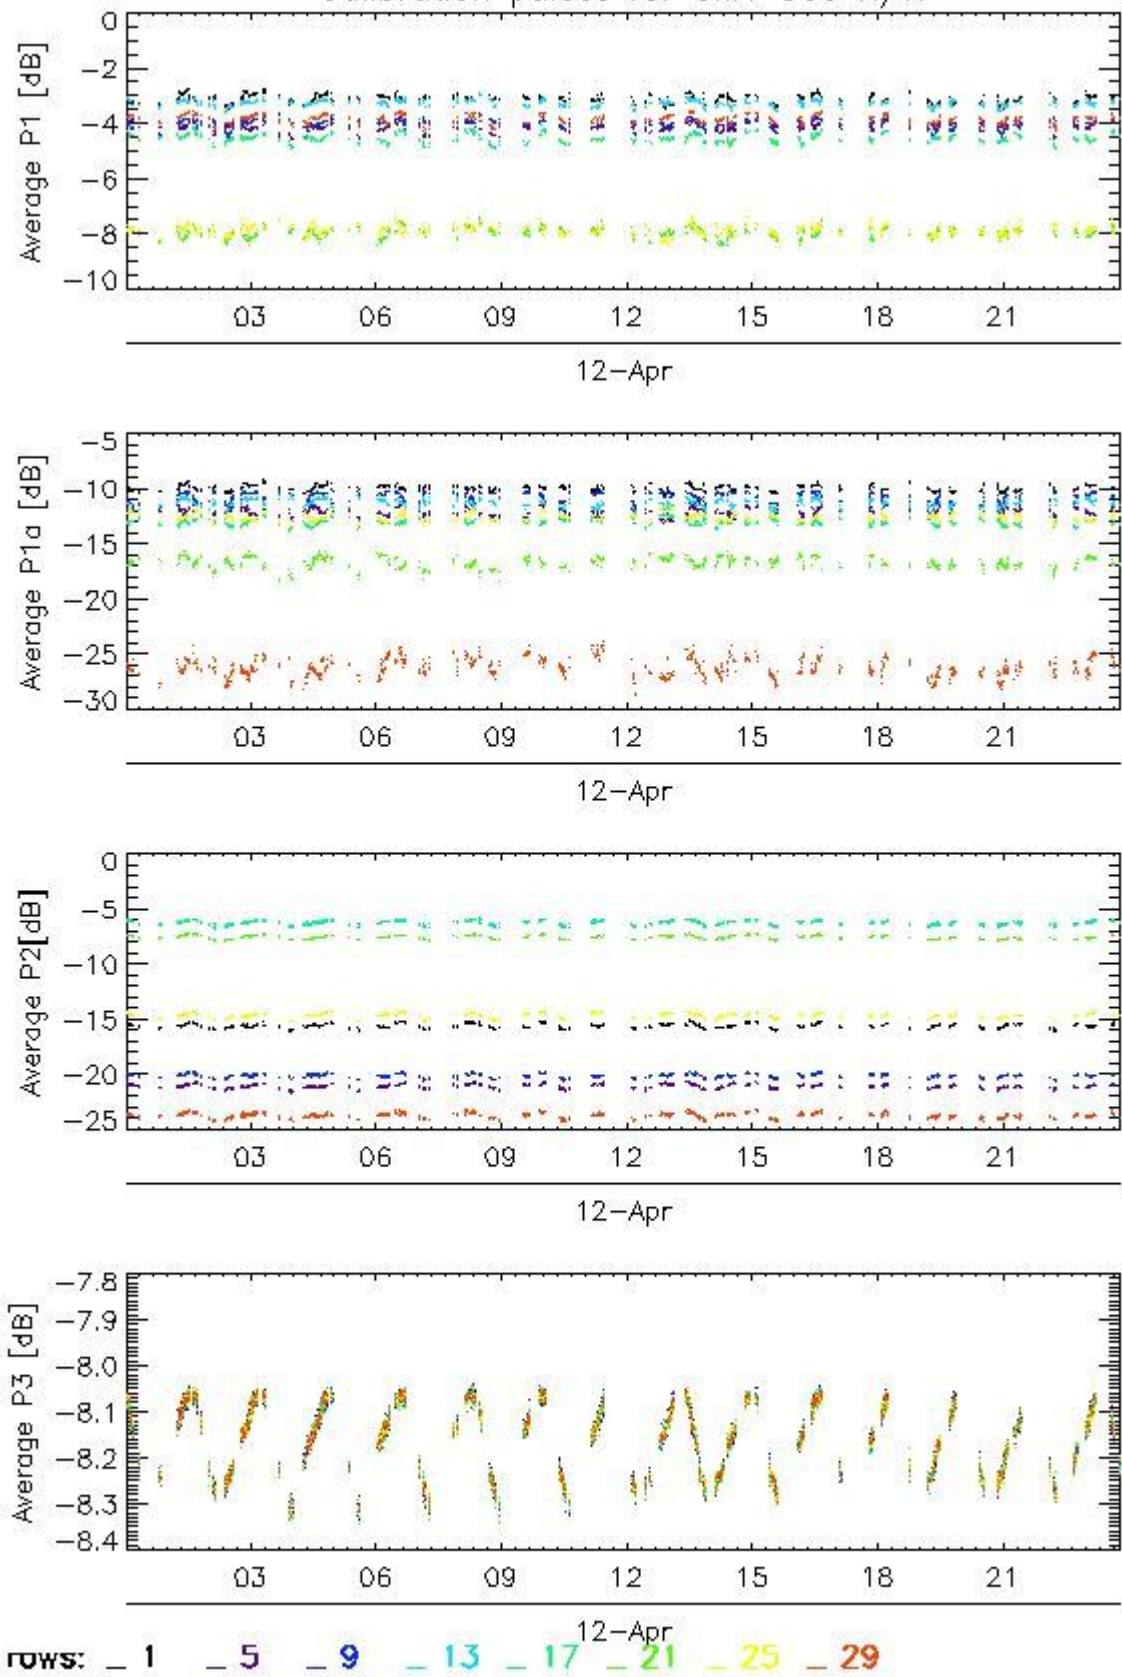 0
−2
−4
−6
−8
−10
Average P1 [dB]
03 06 09 12 15 18 21
12−Apr
−5
−10
−15
−20
−25
−30
Average P1a [dB]
03 06 09 12 15 18 21
12−Apr
0
−5
−10
−15
−20
−25
Average P2[dB]
03 06 09 12 15 18 21
12−Apr
−7.8
−7.9
−8.0
−8.1
−8.2
−8.3
−8.4
Average P3 [dB]
03 06 09 12 15 18 21
12−Apr
rows: _ 1 _ 5 _ 9 _ 13 _ 17 _ 21 _ 25 _ 29